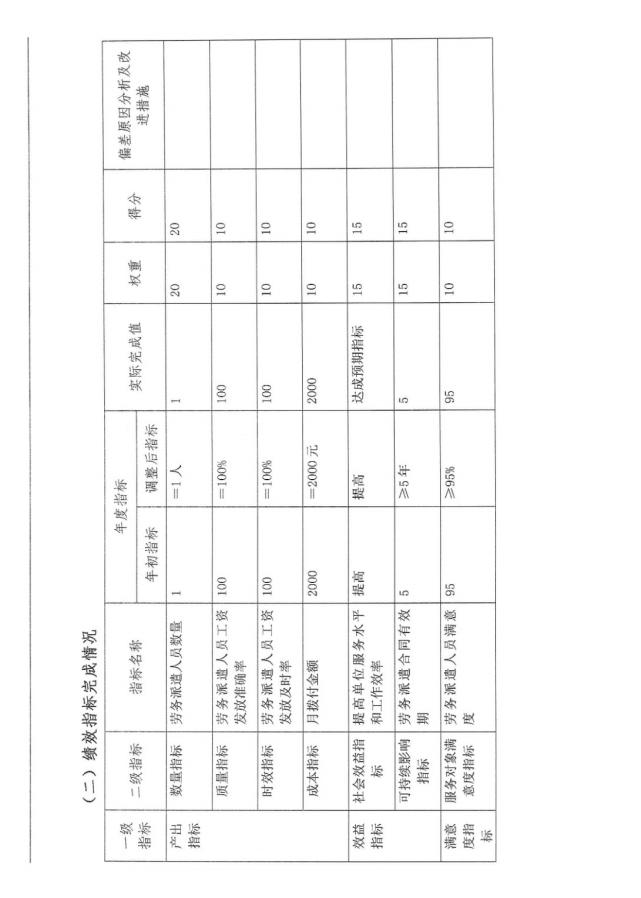 （二）绩效指标完成情况
一级
指标
二级指标
指标名称
年度指标
年初指标
调整后指标
实际完成值
权重
得分
偏差原因分析及改
进措施
产出
指标
数量指标
劳务派遣人员数量
1
＝1人
1
20
20
质量指标
劳务派遣人员工资
发放准确率
100
＝100%
100
10
10
时效指标
劳务派遣人员工资
发放及时率
100
＝100%
100
10
10
成本指标
月拨付金额
2000
＝2000元
2000
10
10
效益
指标
社会效益指
标
提高单位服务水平
和工作效率
提高
提高
达成预期指标
15
15
可持续影响
指标
劳务派遣合同有效
期
5
≥5年
5
15
15
满意
度指
标
服务对象满
意度指标
劳务派遣人员满意
度
95
≥95%
95
10
10